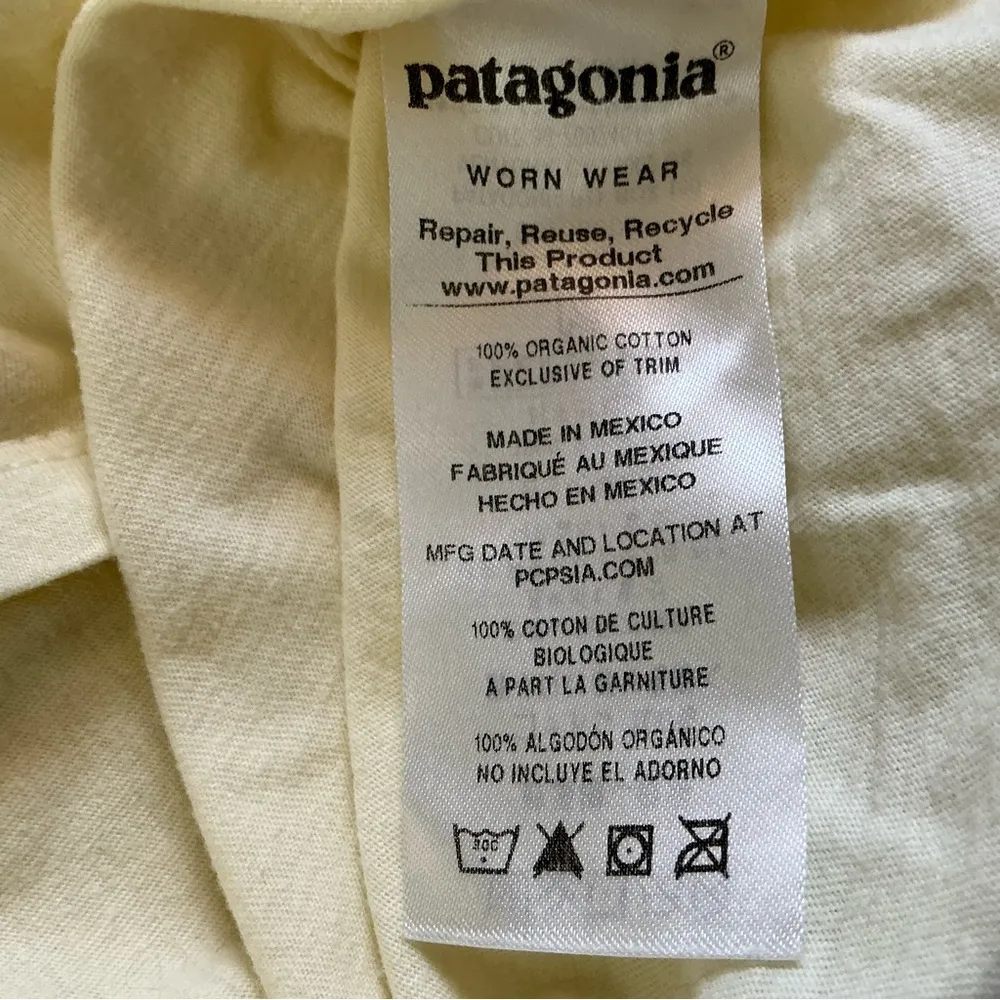 patagonia®
WORN WEAR
Repair, Reuse, Recycle
This Product
www.patagonia.com
100% ORGANIC COTTON
EXCLUSIVE OF TRIM
MADE IN MEXICO
FABRIQUÉ AU MEXIQUE
HECHO EN MEXICO
MFG DATE AND LOCATION AT
PCPSIA.COM
100% COTON DE CULTURE
BIOLOGIQUE
À PART LA GARNITURE
100% ALGODÓN ORGÁNICO
NO INCLUYE EL ADORNO
30C